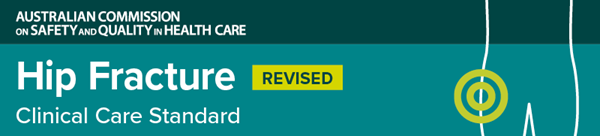 AUSTRALIAN COMMISSION
ON SAFETY AND QUALITY IN HEALTH CARE
Hip Fracture REVISED
Clinical Care Standard